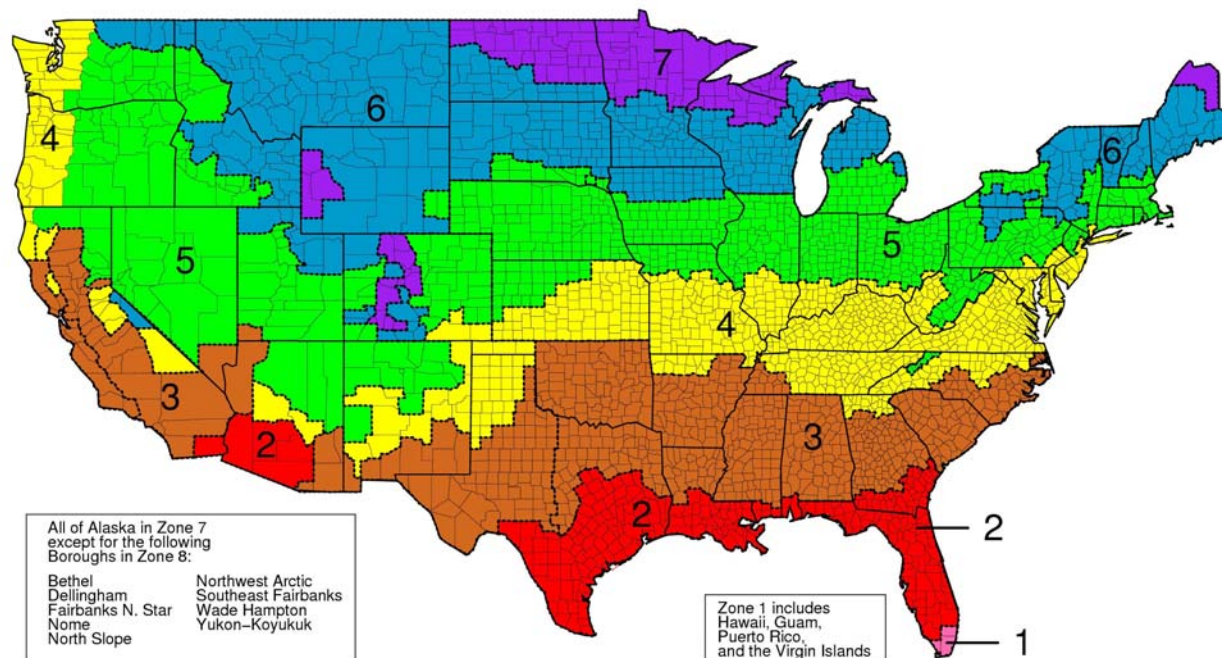 7
6
4
6
5
5
4
3
3
2
2
2
1
All of Alaska in Zone 7
except for the following
Boroughs in Zone 8:
Bethel
Dellingham
Fairbanks N. Star
Nome
North Slope
Northwest Arctic
Southeast Fairbanks
Wade Hampton
Yukon-Koyukuk
Zone 1 includes
Hawaii, Guam,
Puerto Rico,
and the Virgin Islands